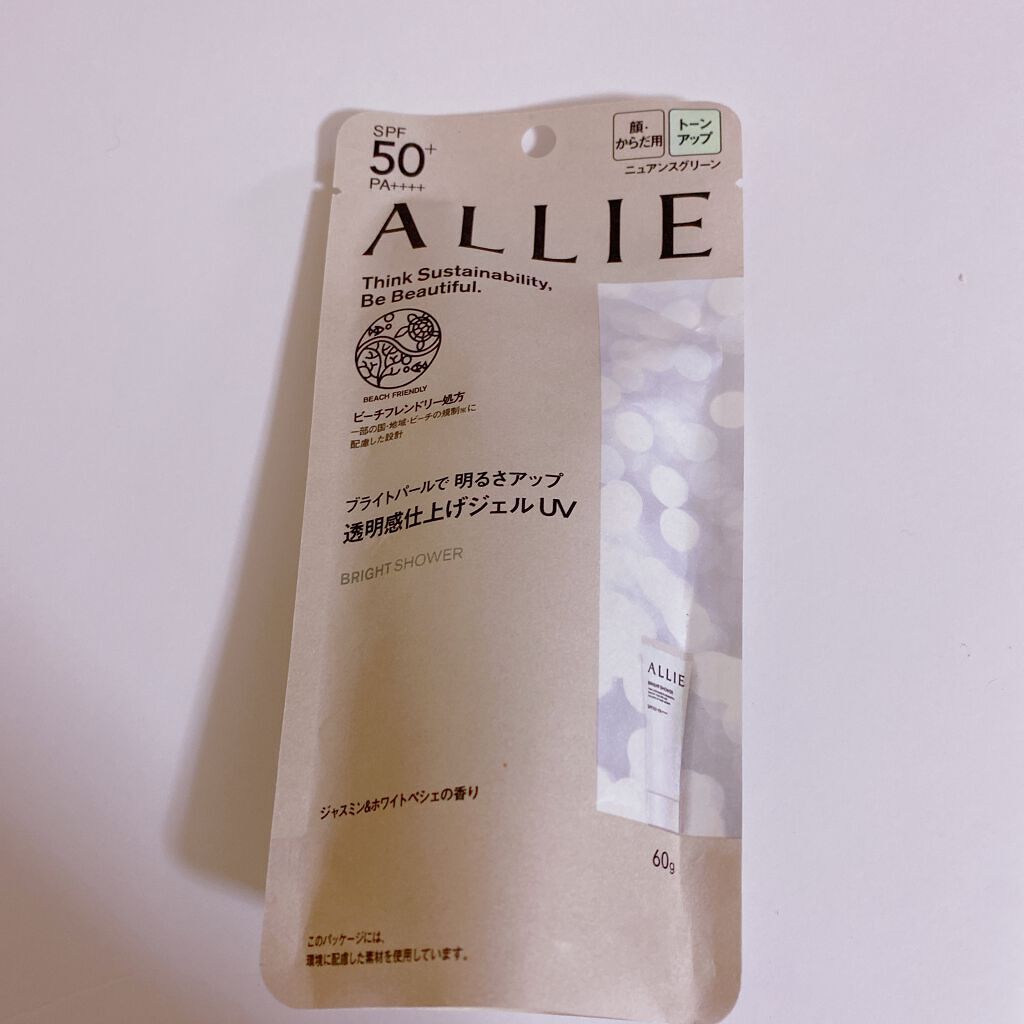 SPF
50+
PA++++
顔・
からだ用
トーン
アップ
ニュアンスグリーン
ALLIE
Think Sustainability,
Be Beautiful.
BEACH FRIENDLY
ビーチフレンドリー処方
一部の国・地域・ビーチの規制※に
配慮した設計
ブライトパールで 明るさアップ
透明感仕上げジェルUV
BRIGHT SHOWER
ALLIE
BRIGHT SHOWER
ジャスミン&ホワイトペシェの香り
60g
このパッケージには、
環境に配慮した素材を使用しています。